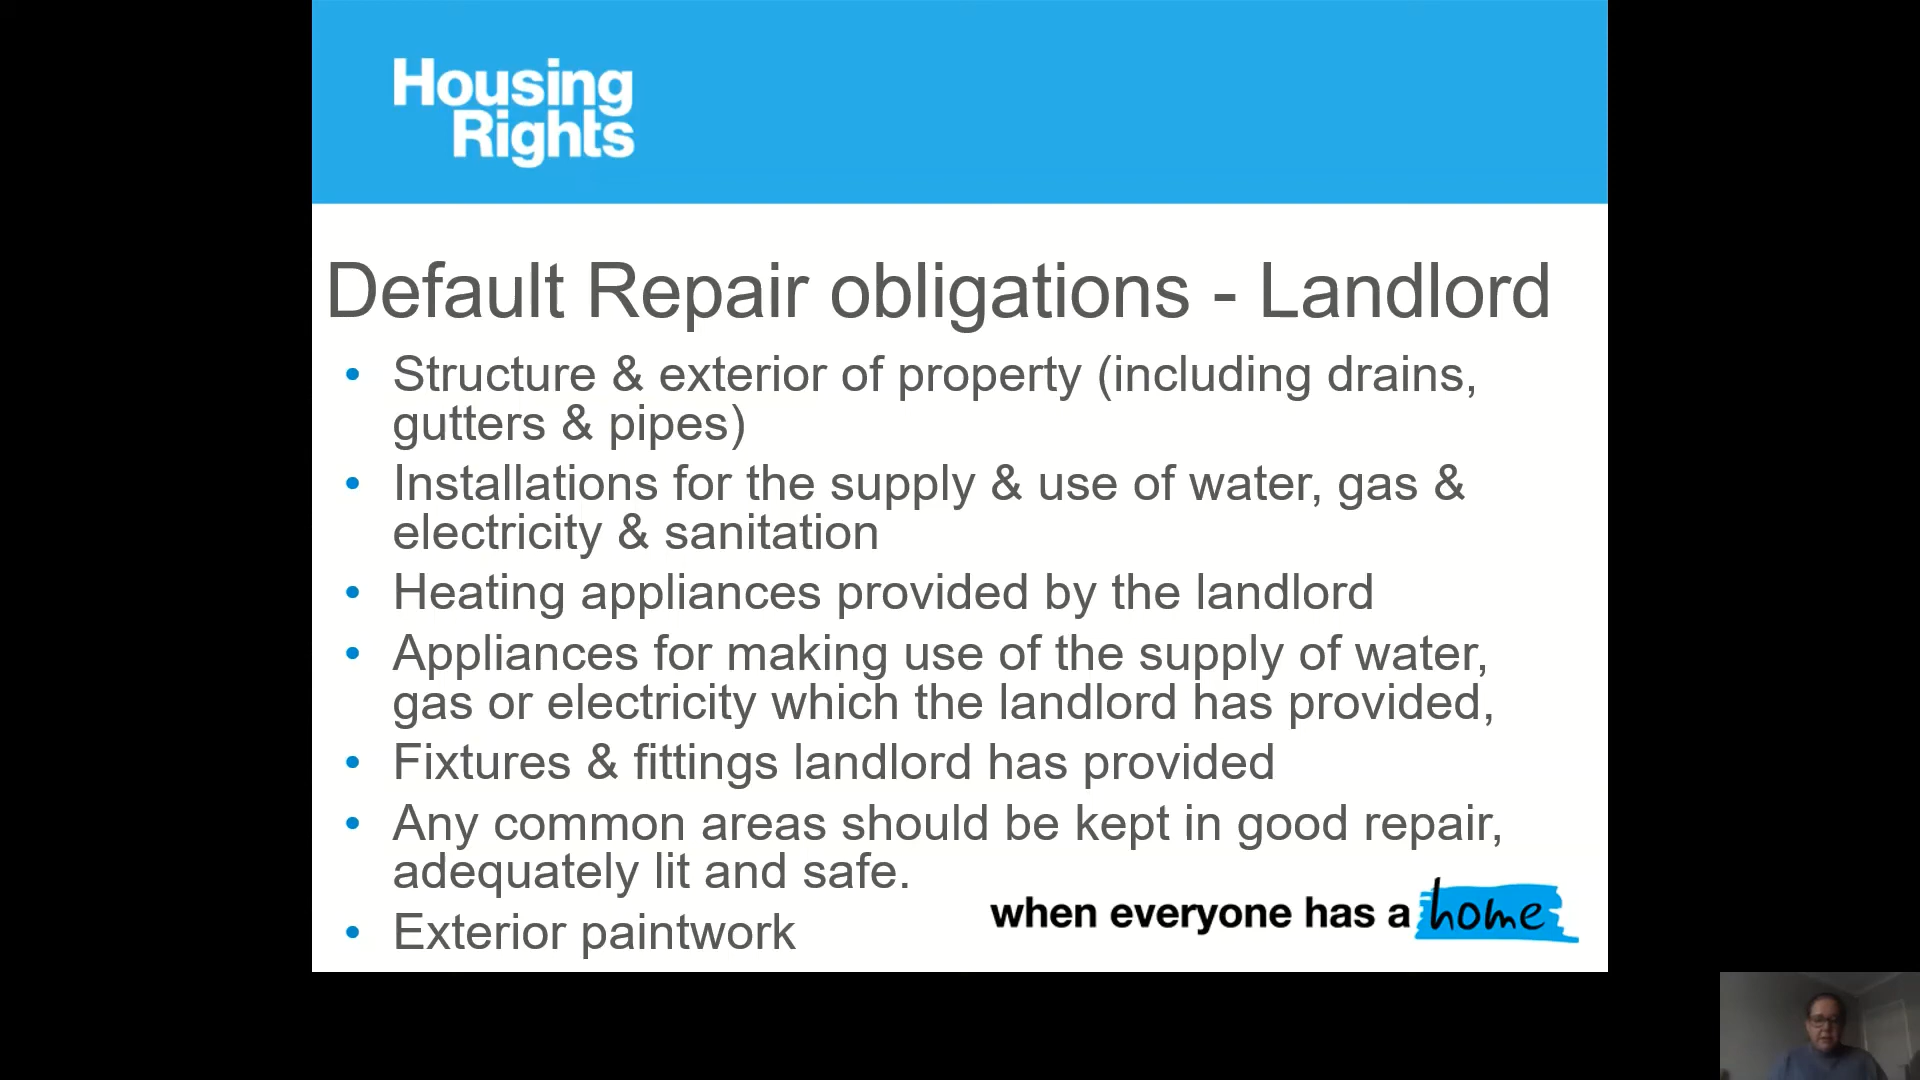 Housing
Rights
Default Repair obligations - Landlord
• Structure & exterior of property (including drains,
gutters & pipes)
• Installations for the supply & use of water, gas &
electricity & sanitation
• Heating appliances provided by the landlord
• Appliances for making use of the supply of water,
gas or electricity which the landlord has provided,
• Fixtures & fittings landlord has provided
• Any common areas should be kept in good repair,
adequately lit and safe.
• Exterior paintwork
when everyone has a home